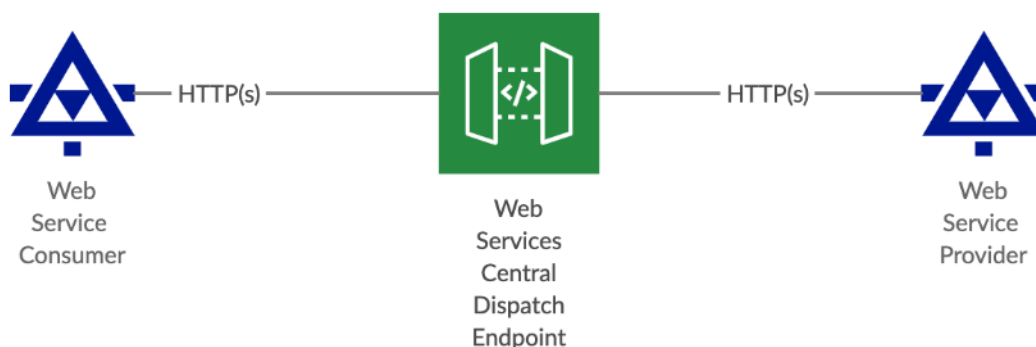 HTTP(s)
HTTP(s)
</>
Web
Service
Consumer
Web
Services
Central
Dispatch
Endpoint
Web
Service
Provider